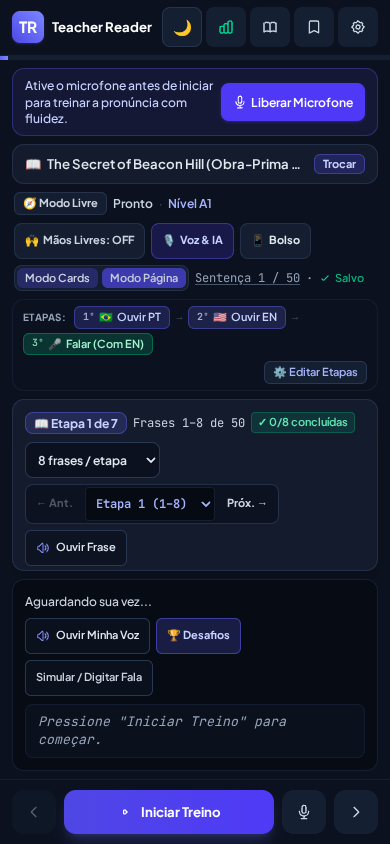 TR Teacher Reader
Ative o microfone antes de iniciar
para treinar a pronúncia com
fluidez.
Liberar Microfone
The Secret of Beacon Hill (Obra-Prima ...
Trocar
Modo Livre Pronto · Nível A1
Mãos Livres: OFF Voz & IA Bolso
Modo Cards Modo Página Sentença 1 / 50 · ✓ Salvo
ETAPAS: 1° Ouvir PT → 2° Ouvir EN →
3° Falar (Com EN)
Editar Etapas
Etapa 1 de 7 Frases 1–8 de 50 ✓ 0/8 concluídas
8 frases / etapa
← Ant. Etapa 1 (1–8) Próx. →
Ouvir Frase
Aguardando sua vez...
Ouvir Minha Voz Desafios
Simular / Digitar Fala
Pressione "Iniciar Treino" para
começar.
Iniciar Treino